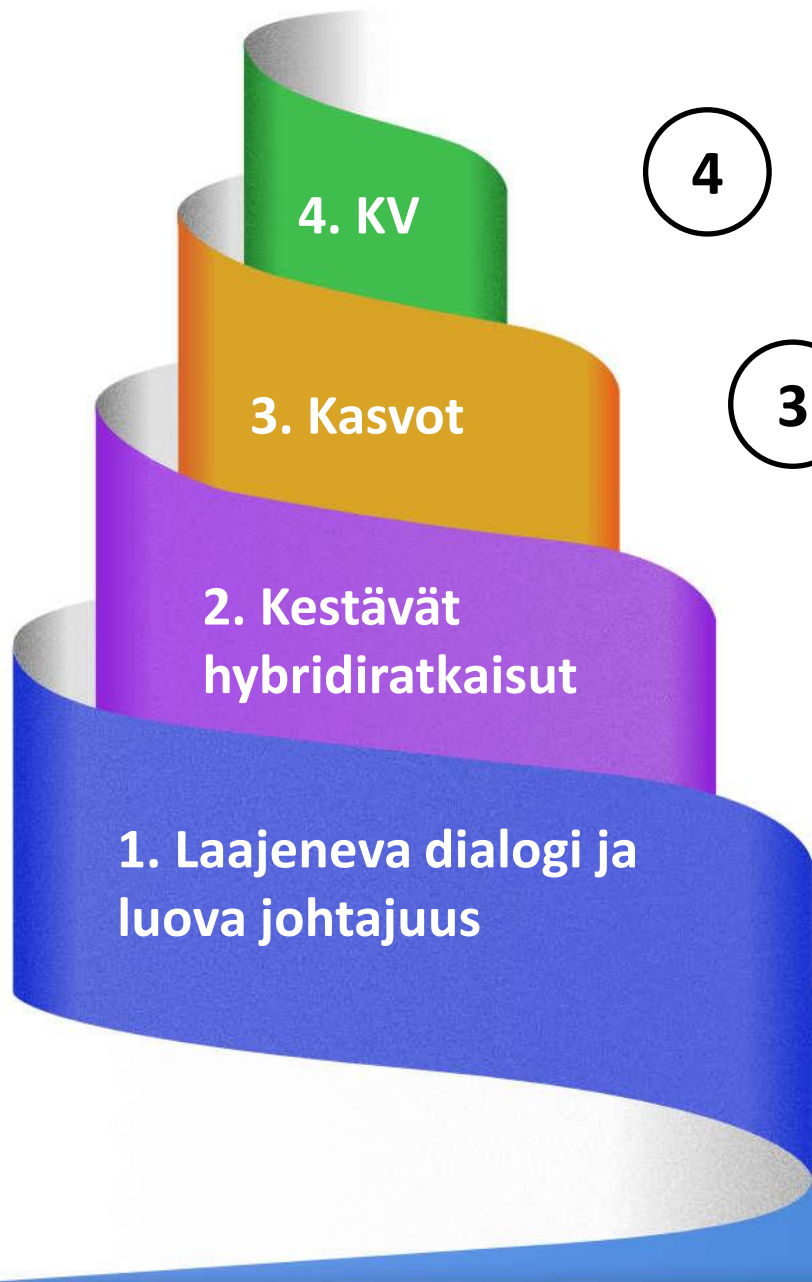 4. KV
4
3. Kasvot
3
2. Kestävät
hybridiratkaisut
1. Laajeneva dialogi ja
luova johtajuus